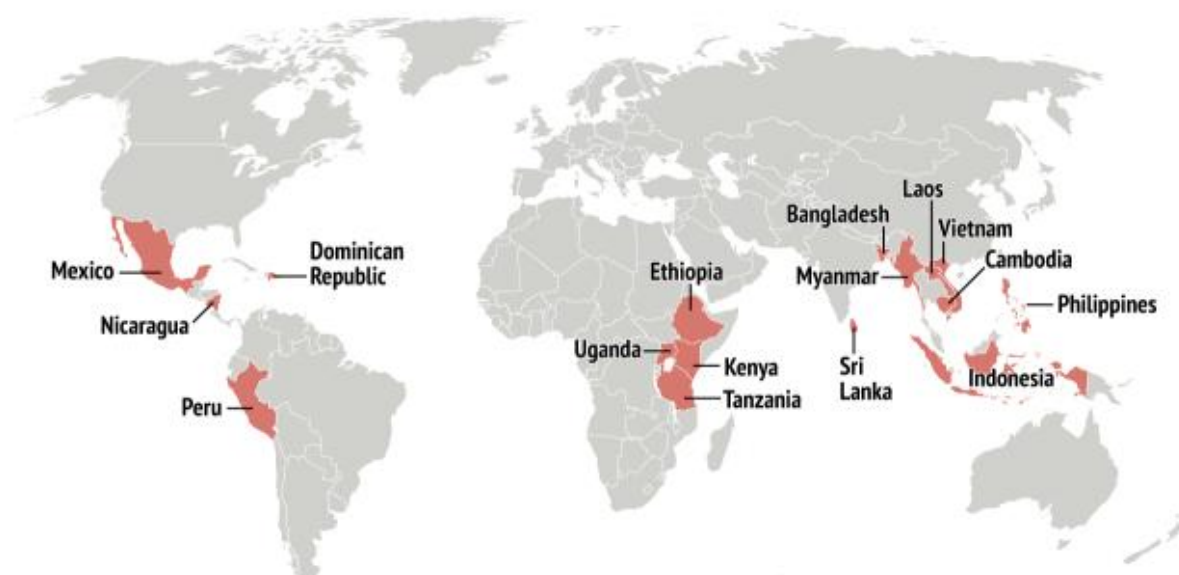 Mexico
Dominican
Republic
Nicaragua
Peru
Ethiopia
Uganda
Kenya
Tanzania
Laos
Bangladesh
Vietnam
Myanmar
Cambodia
Philippines
Sri
Lanka
Indonesia